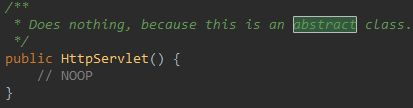 /**
* Does nothing, because this is an abstract class.
*/
public HttpServlet() {
// NOOP
}